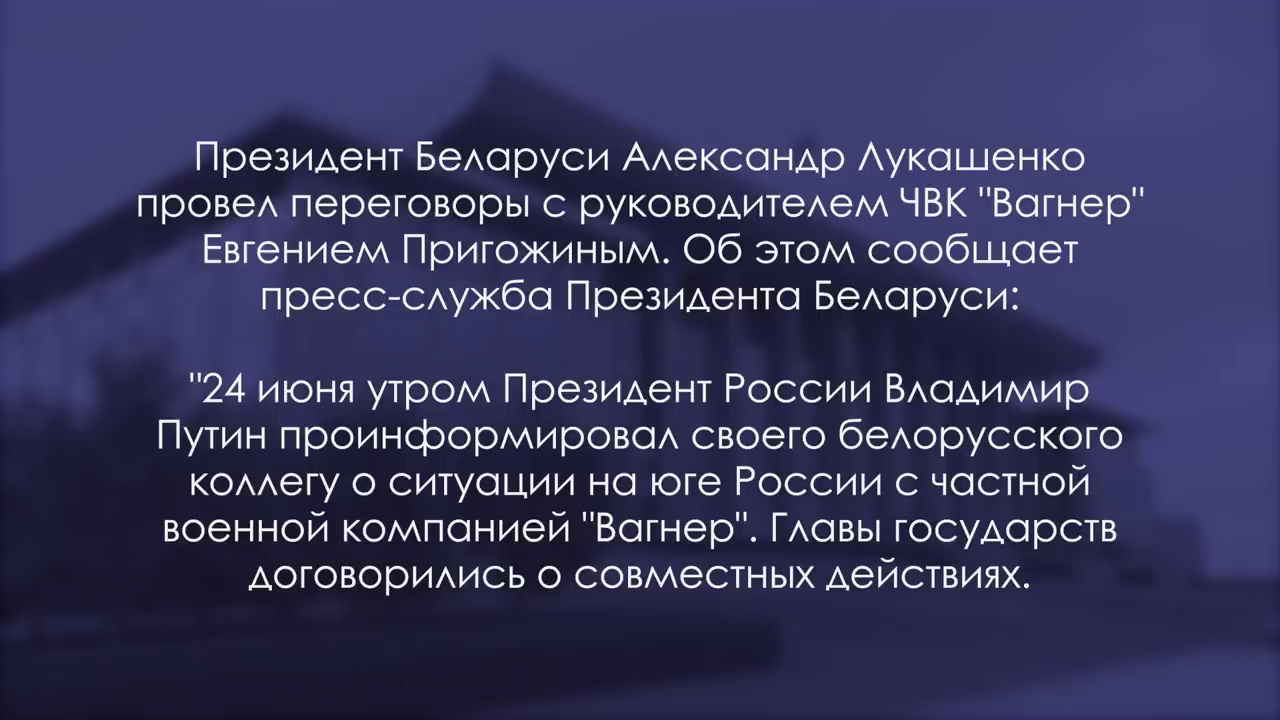 Президент Беларуси Александр Лукашенко
провел переговоры с руководителем ЧВК "Вагнер"
Евгением Пригожиным. Об этом сообщает
пресс-служба Президента Беларуси:
"24 июня утром Президент России Владимир
Путин проинформировал своего белорусского
коллегу о ситуации на юге России с частной
военной компанией "Вагнер". Главы государств
договорились о совместных действиях.